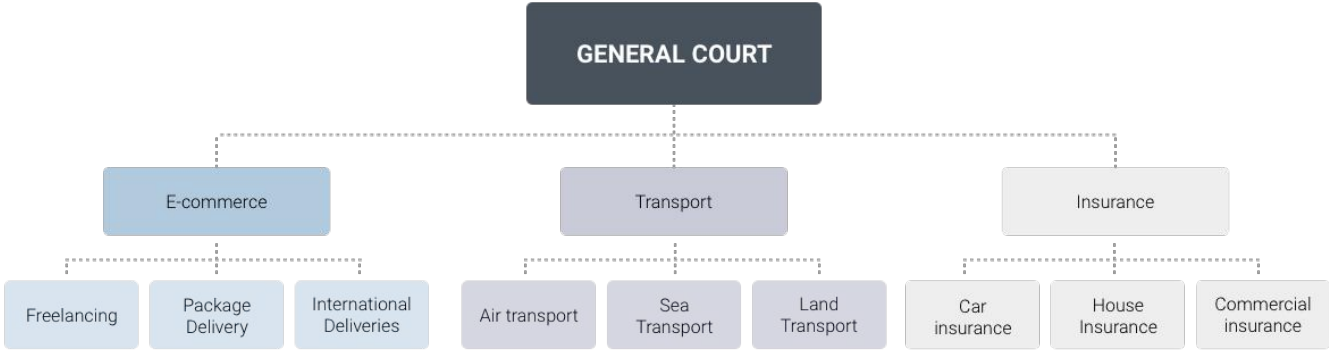 GENERAL COURT
E-commerce
Transport
Insurance
Freelancing
Package
Delivery
International
Deliveries
Air transport
Sea
Transport
Land
Transport
Car
insurance
House
Insurance
Commercial
insurance